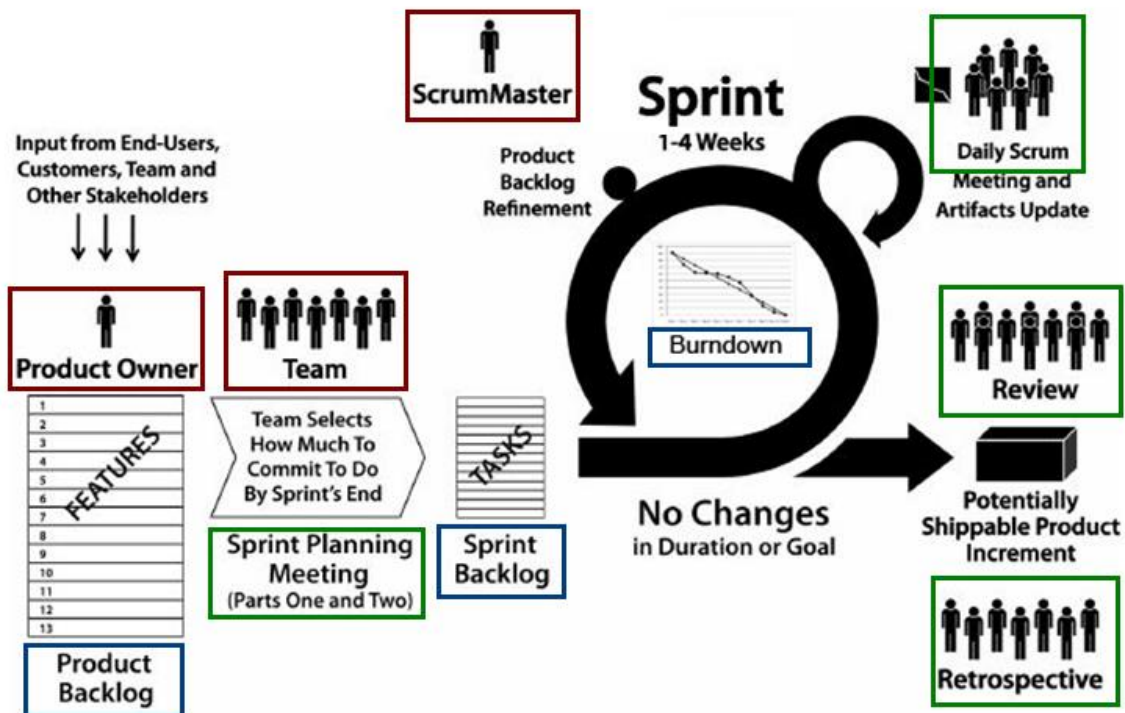 ScrumMaster
Input from End-Users,
Customers, Team and
Other Stakeholders
Product Owner
Team
1
2
3
4
5
6
7
8
9
10
11
12
13
FEATURES
Product
Backlog
Team Selects
How Much To
Commit To Do
By Sprint's End
Sprint Planning
Meeting
(Parts One and Two)
TASKS
Sprint
Backlog
Sprint
1-4 Weeks
Product
Backlog
Refinement
Burndown
No Changes
in Duration or Goal
Daily Scrum
Meeting and
Artifacts Update
Review
Potentially
Shippable Product
Increment
Retrospective